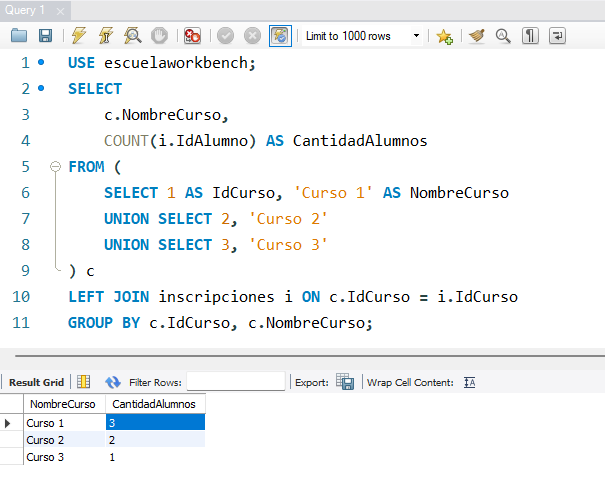 Query 1
Limit to 1000 rows
1 USE escuelaworkbench;
2 SELECT
3 c.NombreCurso,
4 COUNT(i.IdAlumno) AS CantidadAlumnos
5 FROM (
6 SELECT 1 AS IdCurso, 'Curso 1' AS NombreCurso
7 UNION SELECT 2, 'Curso 2'
8 UNION SELECT 3, 'Curso 3'
9 ) c
10 LEFT JOIN inscripciones i ON c.IdCurso = i.IdCurso
11 GROUP BY c.IdCurso, c.NombreCurso;
Result Grid Filter Rows: Export: Wrap Cell Content:
NombreCurso CantidadAlumnos
Curso 1 3
Curso 2 2
Curso 3 1